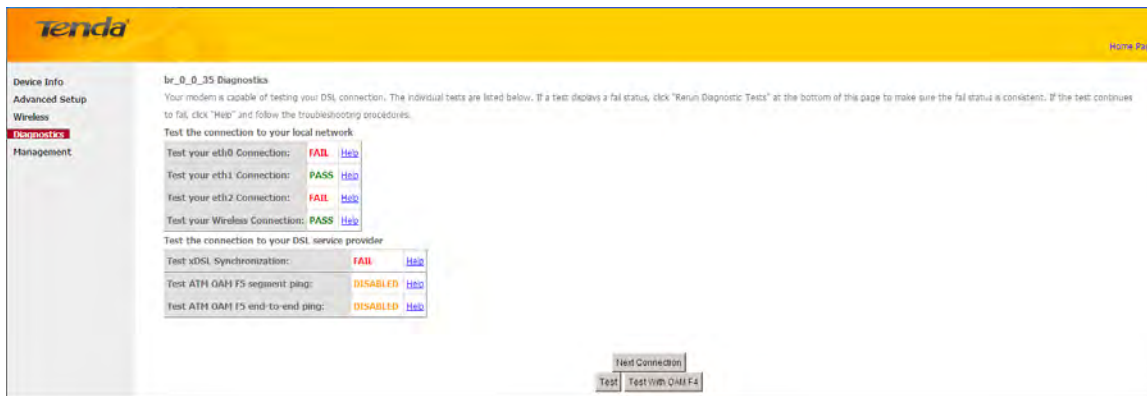 Tenda
Home Pa
Device Info
Advanced Setup
Wireless
Diagnostics
Management
br_0_0_35 Diagnostics
Your modem is capable of testing your DSL connection. The individual tests are listed below. If a test displays a fail status, click "Rerun Diagnostic Tests" at the bottom of this page to make sure the fail status is consistent. If the test continues
to fail, click "Help" and follow the troubleshooting procedures.
Test the connection to your local network
Test your eth0 Connection: FAIL Help
Test your eth1 Connection: PASS Help
Test your eth2 Connection: FAIL Help
Test your Wireless Connection: PASS Help
Test the connection to your DSL service provider
Test xDSL Synchronization: FAIL Help
Test ATM OAM F5 segment ping: DISABLED Help
Test ATM OAM F5 end-to-end ping: DISABLED Help
Next Connection
Test Test With OAM F4